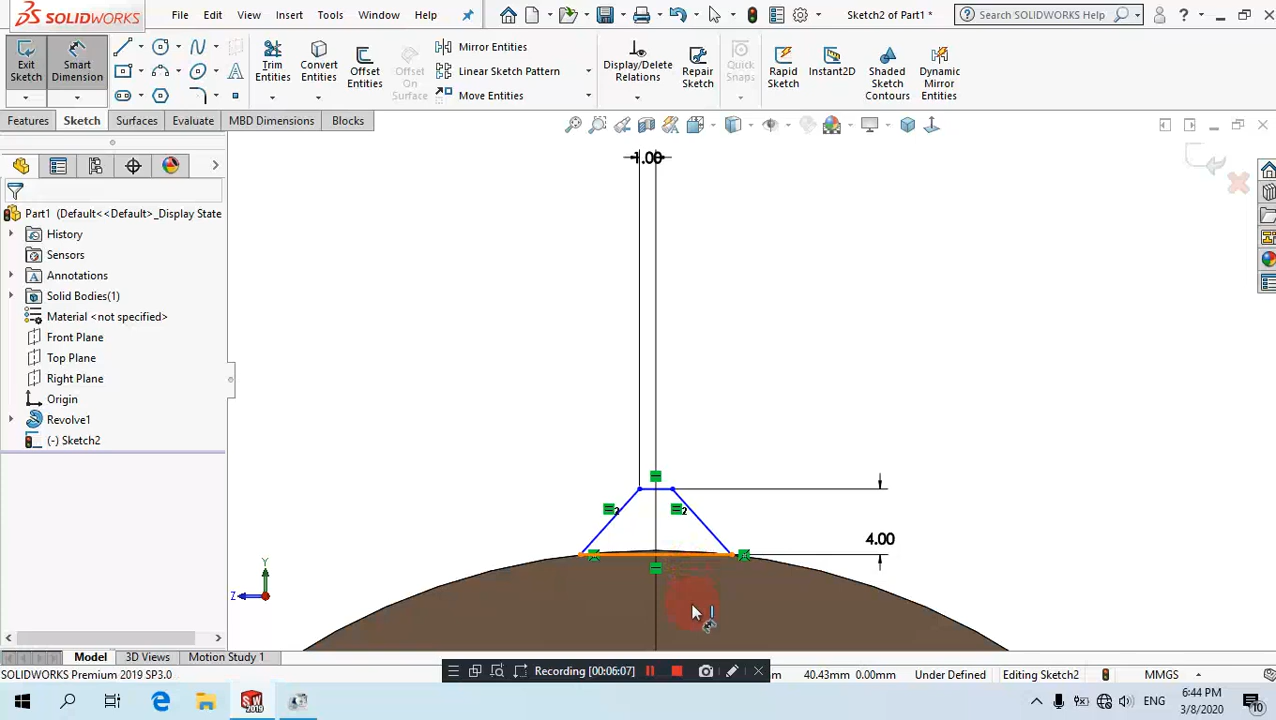 SOLIDWORKS File Edit View Insert Tools Window Help Sketch2 of Part1 * Search SOLIDWORKS Help ?
Exit Sketch Smart Dimension Trim Entities Convert Entities Offset Entities Offset On Surface Mirror Entities Linear Sketch Pattern Move Entities Display/Delete Relations Repair Sketch Quick Snaps Rapid Sketch Instant2D Shaded Sketch Contours Dynamic Mirror Entities
Features Sketch Surfaces Evaluate MBD Dimensions Blocks
1.00
Part1 (Default<<Default>_Display State
History
Sensors
Annotations
Solid Bodies(1)
Material <not specified>
Front Plane
Top Plane
Right Plane
Origin
Revolve1
(-) Sketch2
2 2
4.00
Y
Z
Model 3D Views Motion Study 1
Recording [00:06:07]
SOLIDWORKS Premium 2019 SP3.0 40.43mm 0.00mm Under Defined Editing Sketch2 MMGS
SW 2019 ENG 6:44 PM
3/8/2020 10